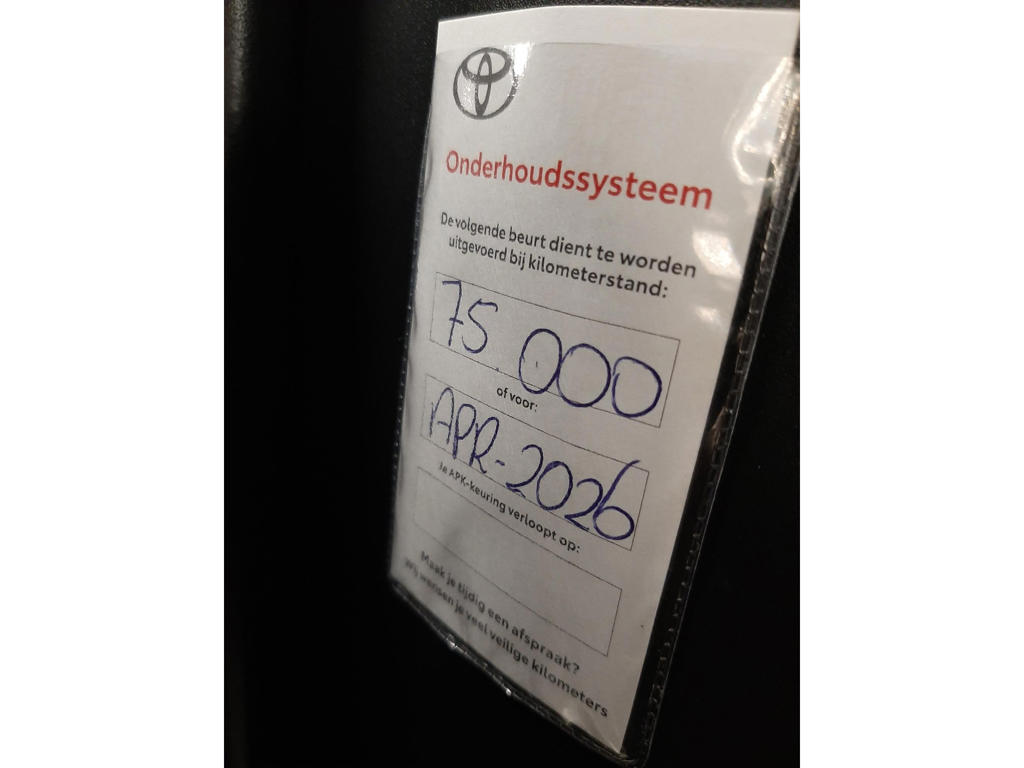 Onderhoudssysteem
De volgende beurt dient te worden
uitgevoerd bij kilometerstand:
75.000
of voor:
APR-2026
Je APK-keuring verloopt op:
Maak je tijdig een afspraak?
Wij wensen je veel veilige kilometers